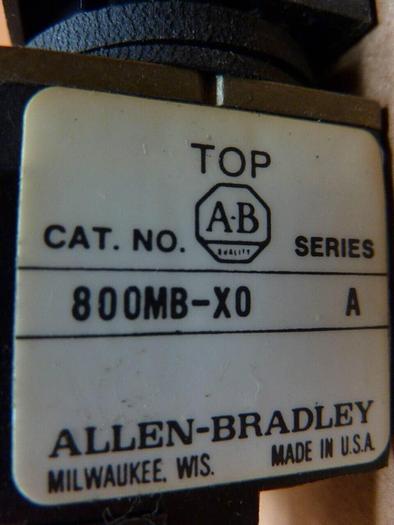 TOP
A-B
QUALITY
CAT. NO. SERIES
800MB-X0 A
ALLEN-BRADLEY
MILWAUKEE, WIS. MADE IN U.S.A.